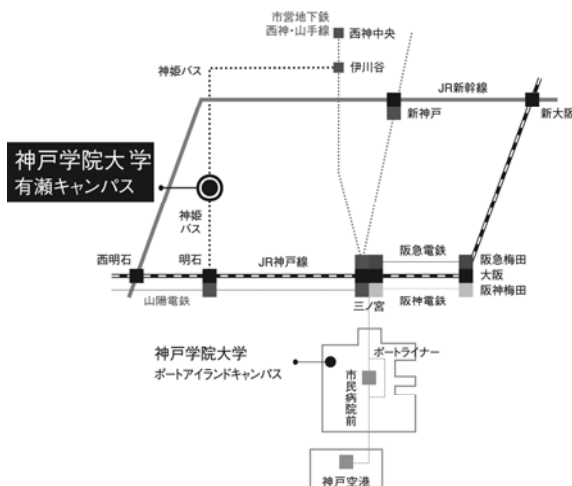 市営地下鉄
西神・山手線
西神中央
伊川谷
神姫バス
JR新幹線
新神戸
新大阪
神戸学院大学
有瀬キャンパス
神姫
バス
西明石
明石
JR神戸線
阪急電鉄
阪急梅田
大阪
阪神梅田
山陽電鉄
三ノ宮
阪神電鉄
神戸学院大学
ポートアイランドキャンパス
ポートライナー
市民病院前
神戸空港